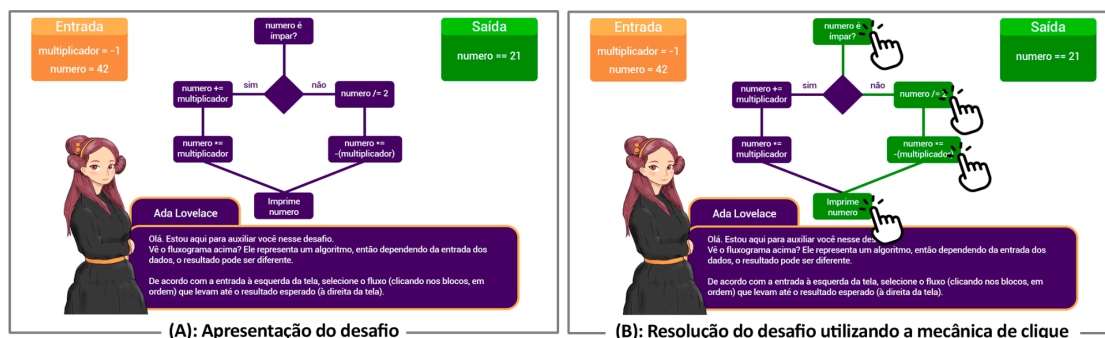 Entrada
multiplicador = -1
numero = 42
numero é
ímpar?
Saída
numero == 21
sim
não
numero +=
multiplicador
numero /= 2
numero *=
multiplicador
numero *=
-(multiplicador)
Imprime
numero
Ada Lovelace
Olá. Estou aqui para auxiliar você nesse desafio.
Vê o fluxograma acima? Ele representa um algoritmo, então dependendo da entrada dos
dados, o resultado pode ser diferente.
De acordo com a entrada à esquerda da tela, selecione o fluxo (clicando nos blocos, em
ordem) que levam até o resultado esperado (à direita da tela).
(A): Apresentação do desafio
Entrada
multiplicador = -1
numero = 42
numero é
ímpar?
Saída
numero == 21
sim
não
numero +=
multiplicador
numero /= 2
numero *=
multiplicador
numero *=
-(multiplicador)
Imprime
numero
Ada Lovelace
Olá. Estou aqui para auxiliar você nesse
Vê o fluxograma acima? Ele representa um algoritmo, então dependendo da entrada dos
dados, o resultado pode ser diferente.
De acordo com a entrada à esquerda da tela, selecione o fluxo (clicando nos blocos, em
ordem) que levam até o resultado esperado (à direita da tela).
(B): Resolução do desafio utilizando a mecânica de clique